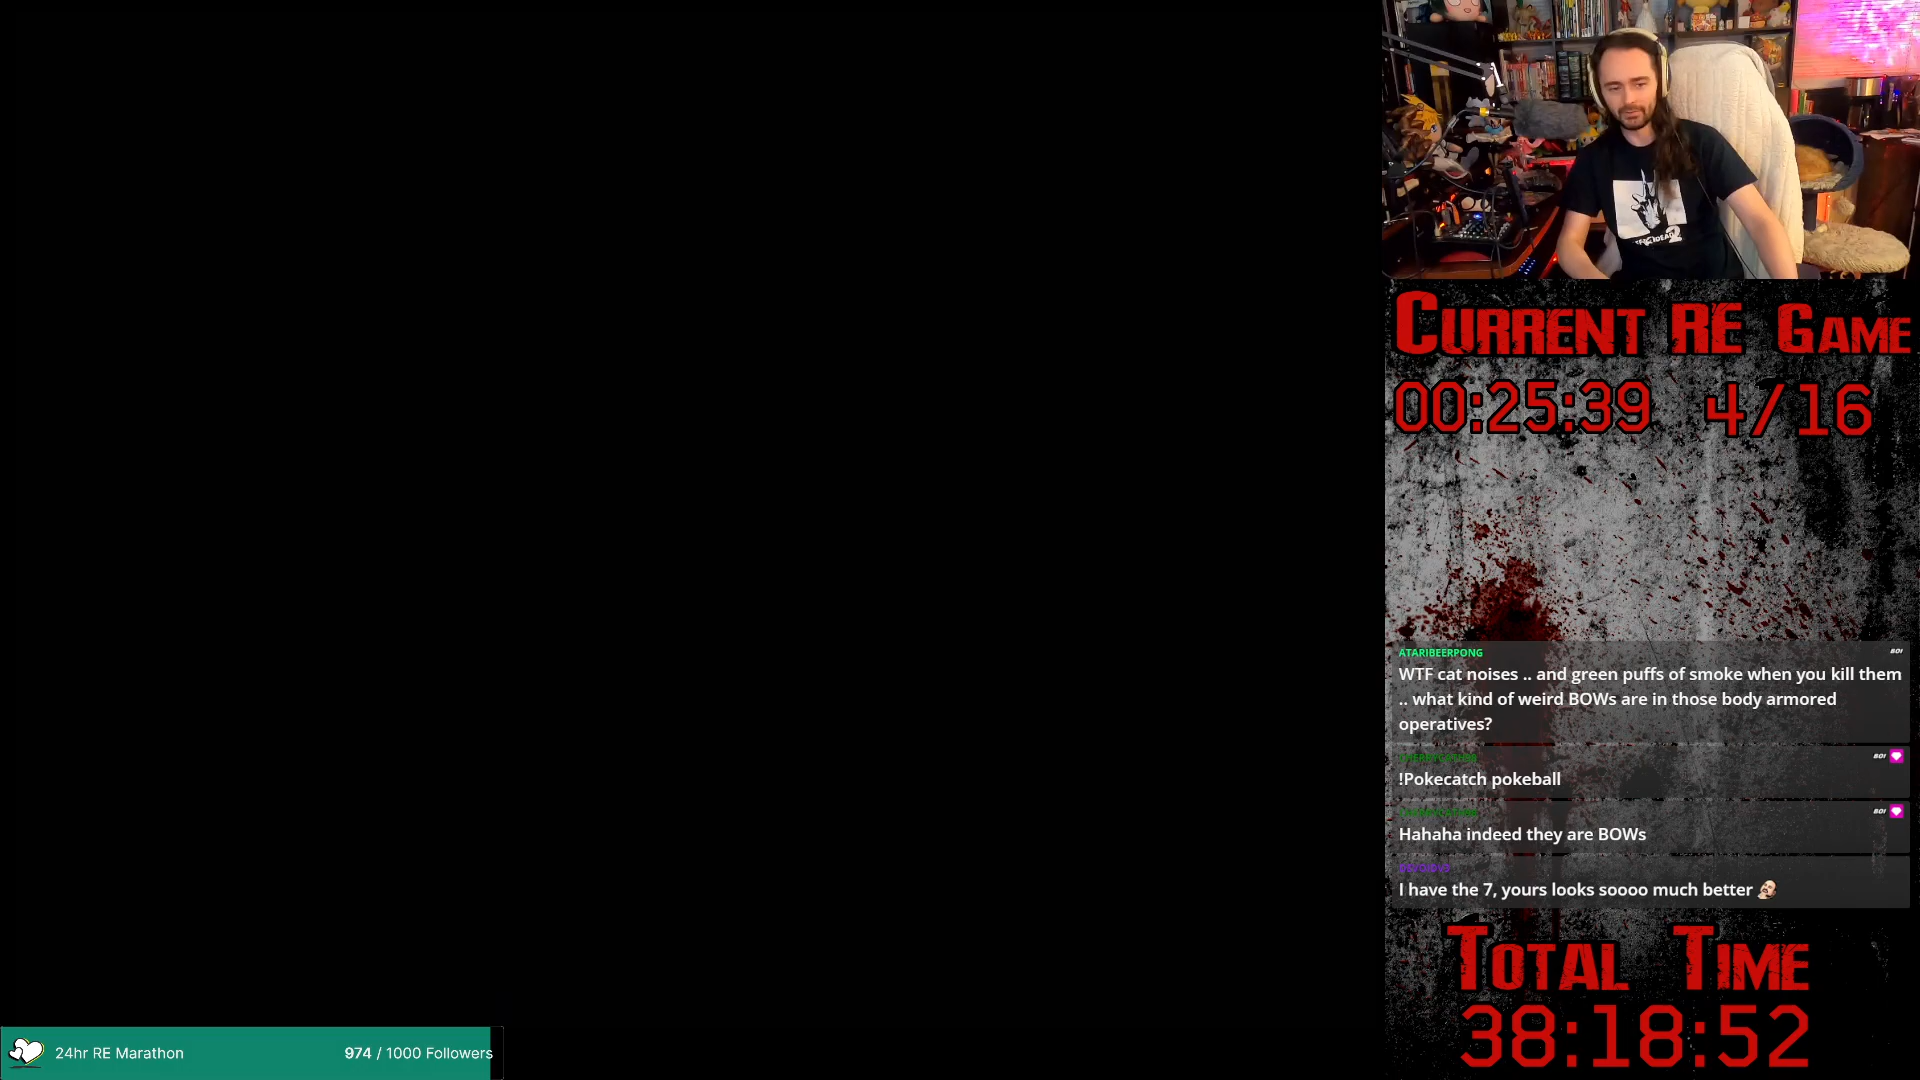 CURRENT RE GAME
00:25:39 4/16
ATARIBEERPONG
BOI
WTF cat noises .. and green puffs of smoke when you kill them
.. what kind of weird BOWs are in those body armored
operatives?
BOI
!Pokecatch pokeball
BOI
Hahaha indeed they are BOWs
I have the 7, yours looks soooo much better
TOTAL TIME
38:18:52
24hr RE Marathon
974 / 1000 Followers